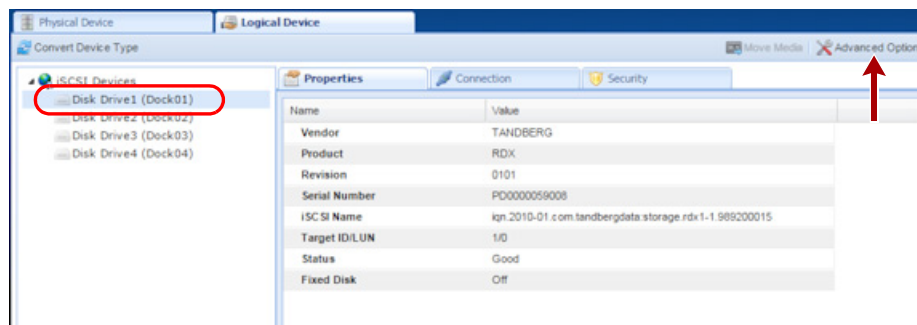 Physical Device
Logical Device
Convert Device Type
Move Media
Advanced Option
iSCSI Devices
Disk Drive1 (Dock01)
Disk Drive2 (Dock02)
Disk Drive3 (Dock03)
Disk Drive4 (Dock04)
Properties
Connection
Security
Name Value
Vendor TANDBERG
Product RDX
Revision 0101
Serial Number PD0000059008
iSCSI Name iqn.2010-01.com.tandbergdata:storage.rdx1-1.989200015
Target ID/LUN 1/0
Status Good
Fixed Disk Off